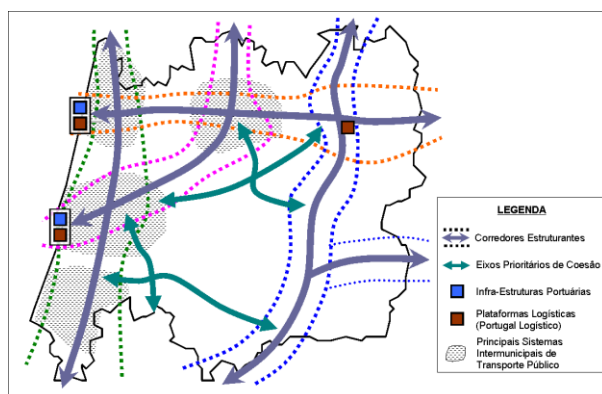 LEGENDA
Corredores Estruturantes
Eixos Prioritários de Coesão
Infra-Estruturas Portuárias
Plataformas Logísticas
(Portugal Logístico)
Principais Sistemas
Intermunicipais de
Transporte Público